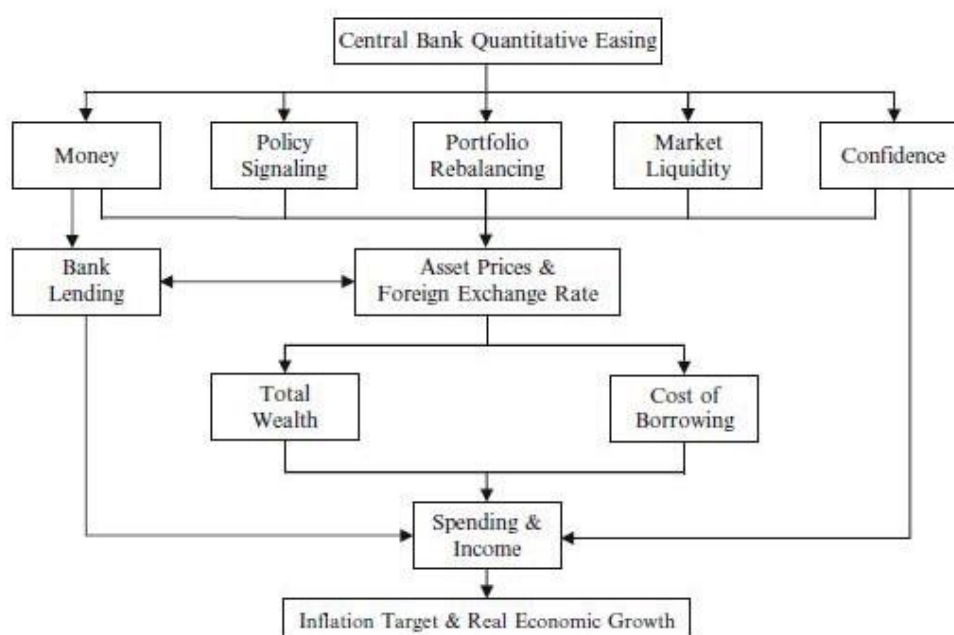 Central Bank Quantitative Easing
Money
Policy
Signaling
Portfolio
Rebalancing
Market
Liquidity
Confidence
Bank
Lending
Asset Prices &
Foreign Exchange Rate
Total
Wealth
Cost of
Borrowing
Spending &
Income
Inflation Target & Real Economic Growth